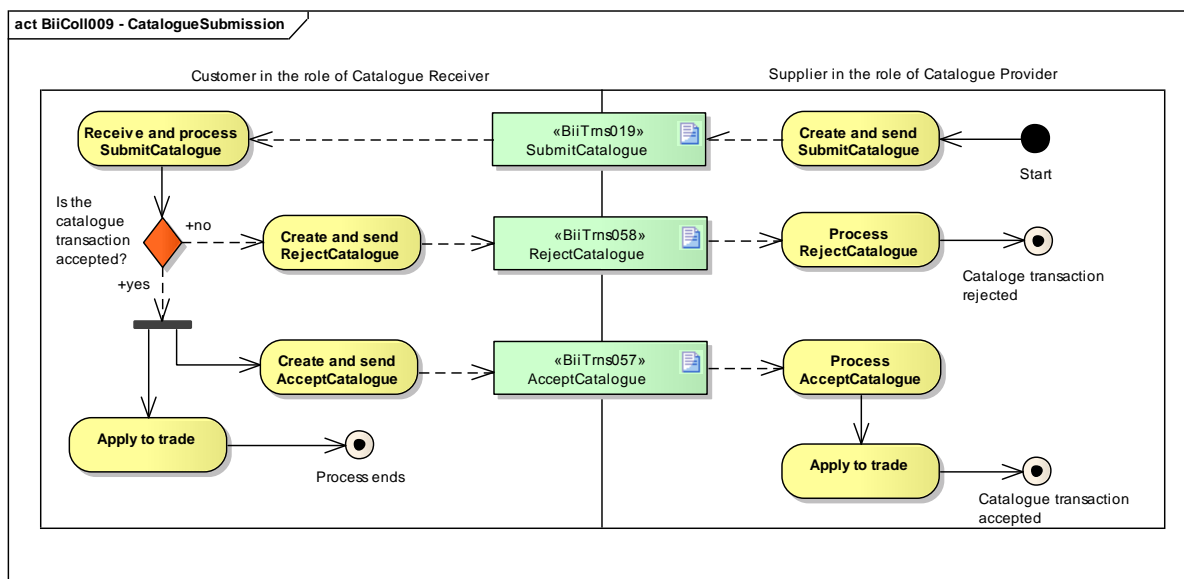 act BiiColl009 - CatalogueSubmission
Customer in the role of Catalogue Receiver
Supplier in the role of Catalogue Provider
Receive and process
SubmitCatalogue
«BiiTrns019»
SubmitCatalogue
Create and send
SubmitCatalogue
Start
Is the
catalogue
transaction
accepted?
+no
Create and send
RejectCatalogue
«BiiTrns058»
RejectCatalogue
Process
RejectCatalogue
Cataloge transaction
rejected
+yes
Create and send
AcceptCatalogue
«BiiTrns057»
AcceptCatalogue
Process
AcceptCatalogue
Apply to trade
Process ends
Apply to trade
Catalogue transaction
accepted